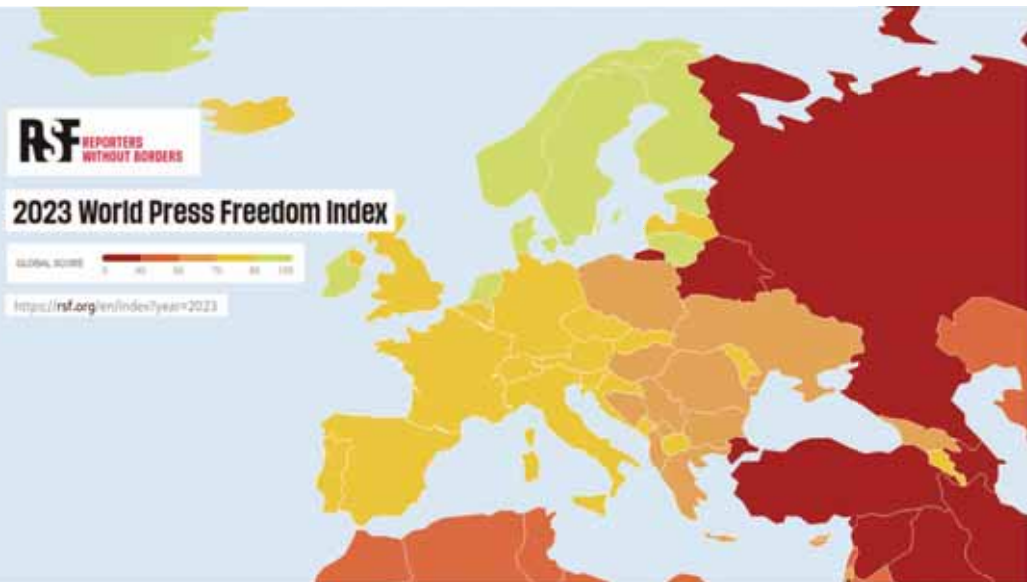 RSF REPORTERS
WITHOUT BORDERS
2023 World Press Freedom Index
GLOBAL SCORE
0 40 55 70 85 100
https://rsf.org/en/index?year=2023